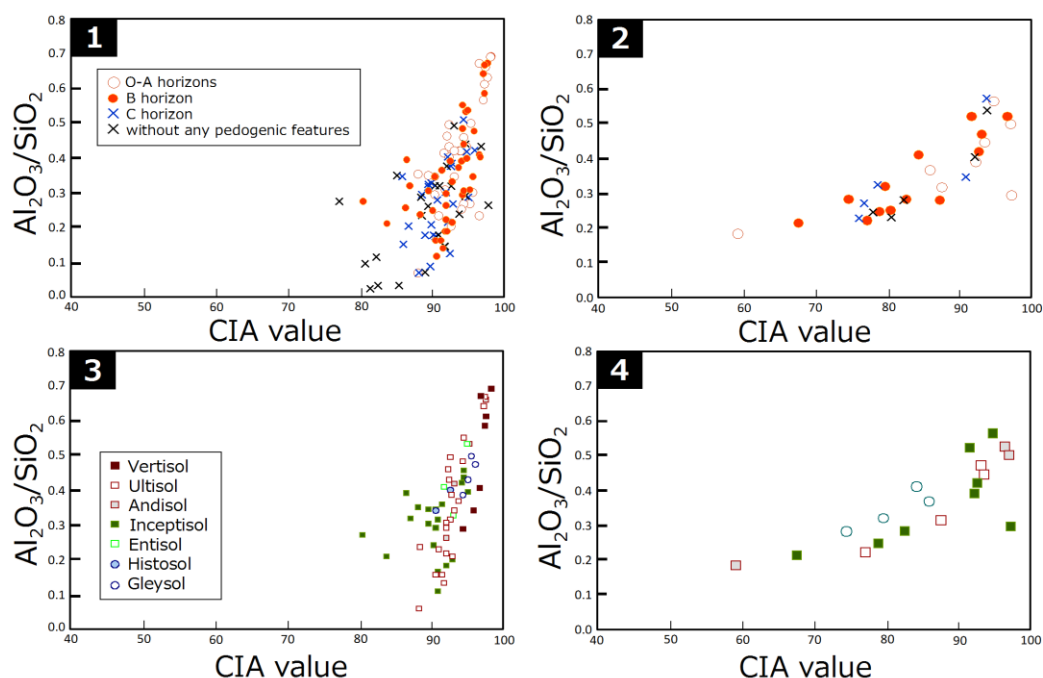 1
Al₂O₃/SiO₂
0.8
0.7
0.6
0.5
0.4
0.3
0.2
0.1
0.0
O-A horizons
B horizon
C horizon
without any pedogenic features
40 50 60 70 80 90 100
CIA value
2
Al₂O₃/SiO₂
0.8
0.7
0.6
0.5
0.4
0.3
0.2
0.1
0.0
40 50 60 70 80 90 100
CIA value
3
Al₂O₃/SiO₂
0.8
0.7
0.6
0.5
0.4
0.3
0.2
0.1
0.0
Vertisol
Ultisol
Andisol
Inceptisol
Entisol
Histosol
Gleysol
40 50 60 70 80 90 100
CIA value
4
Al₂O₃/SiO₂
0.8
0.7
0.6
0.5
0.4
0.3
0.2
0.1
0.0
40 50 60 70 80 90 100
CIA value